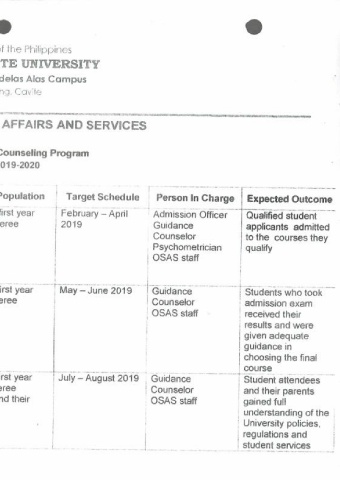 of the Philippines
TE UNIVERSITY
delas Alas Campus
ng, Cavite
AFFAIRS AND SERVICES
Counseling Program
019-2020
Population Target Schedule Person In Charge Expected Outcome
first year
eree
February – April
2019
Admission Officer
Guidance
Counselor
Psychometrician
OSAS staff
Qualified student
applicants admitted
to the courses they
qualify
irst year
eree
May – June 2019
Guidance
Counselor
OSAS staff
Students who took
admission exam
received their
results and were
given adequate
guidance in
choosing the final
course
rst year
eree
nd their
July – August 2019
Guidance
Counselor
OSAS staff
Student attendees
and their parents
gained full
understanding of the
University policies,
regulations and
student services